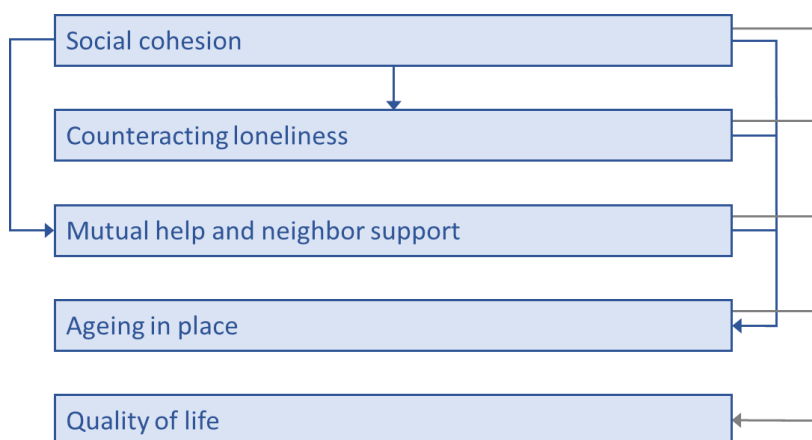 Social cohesion
Counteracting loneliness
Mutual help and neighbor support
Ageing in place
Quality of life